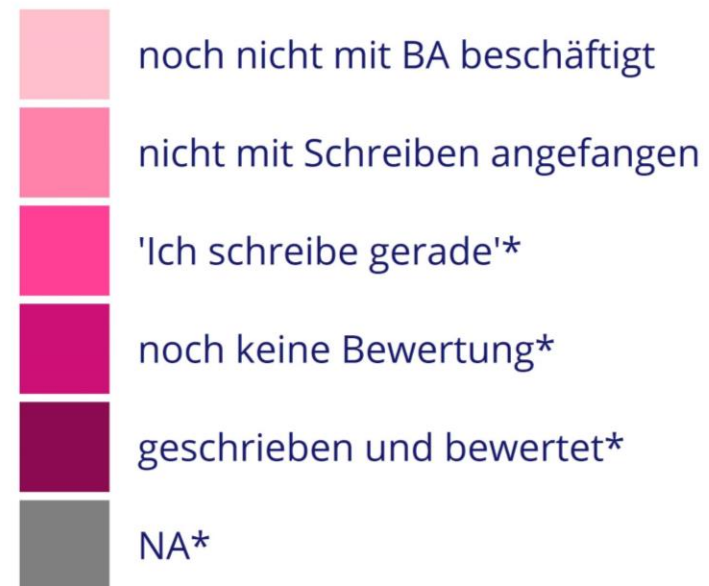 noch nicht mit BA beschäftigt
nicht mit Schreiben angefangen
'Ich schreibe gerade'*
noch keine Bewertung*
geschrieben und bewertet*
NA*